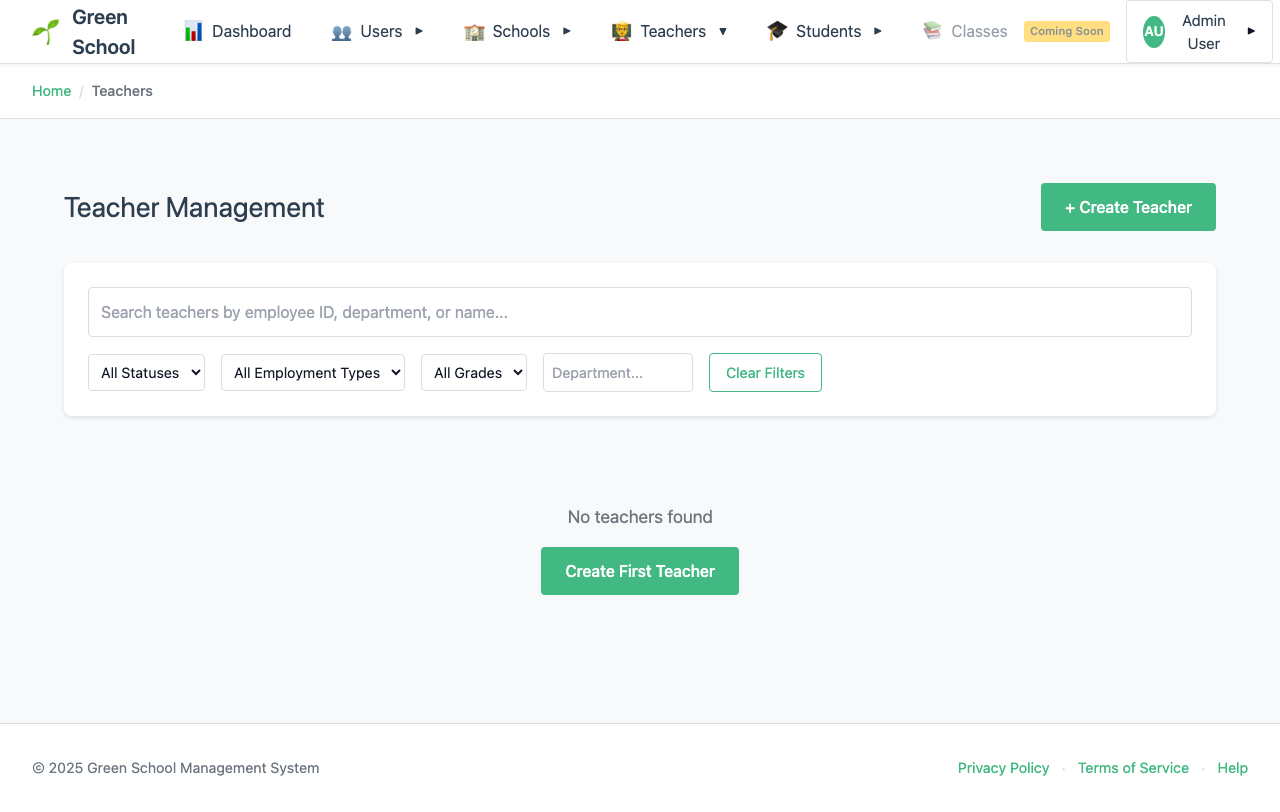 Green School
Dashboard
Users
Schools
Teachers
Students
Classes
Coming Soon
AU
Admin User
Home / Teachers
Teacher Management
+ Create Teacher
Search teachers by employee ID, department, or name...
All Statuses
All Employment Types
All Grades
Department...
Clear Filters
No teachers found
Create First Teacher
© 2025 Green School Management System
Privacy Policy · Terms of Service · Help